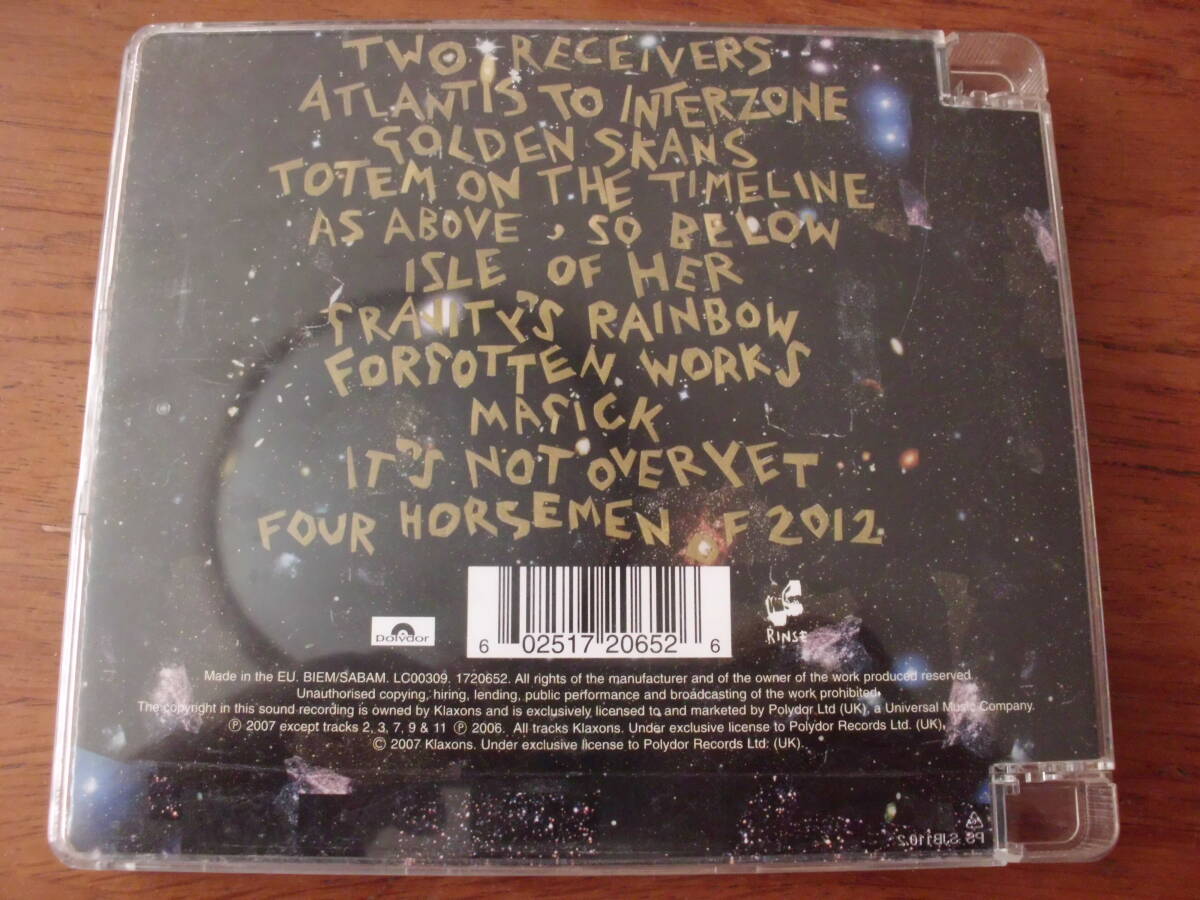 TWO RECEIVERS
ATLANTIS TO INTERZONE
GOLDEN SKANS
TOTEM ON THE TIMELINE
AS ABOVE, SO BELOW
ISLE OF HER
GRAVITY'S RAINBOW
FORGOTTEN WORKS
MAGICK
IT'S NOT OVER YET
FOUR HORSEMEN OF 2012
polydor
6 02517 20652 6
RINSE
Made in the EU. BIEM/SABAM. LC00309. 1720652. All rights of the manufacturer and of the owner of the work produced reserved.
Unauthorised copying, hiring, lending, public performance and broadcasting of the work prohibited.
The copyright in this sound recording is owned by Klaxons and is exclusively licensed to and marketed by Polydor Ltd (UK), a Universal Music Company.
℗ 2007 except tracks 2, 3, 7, 9 & 11 ℗ 2006. All tracks Klaxons. Under exclusive license to Polydor Records Ltd. (UK).
© 2007 Klaxons. Under exclusive license to Polydor Records Ltd. (UK)
PS SJB110.2